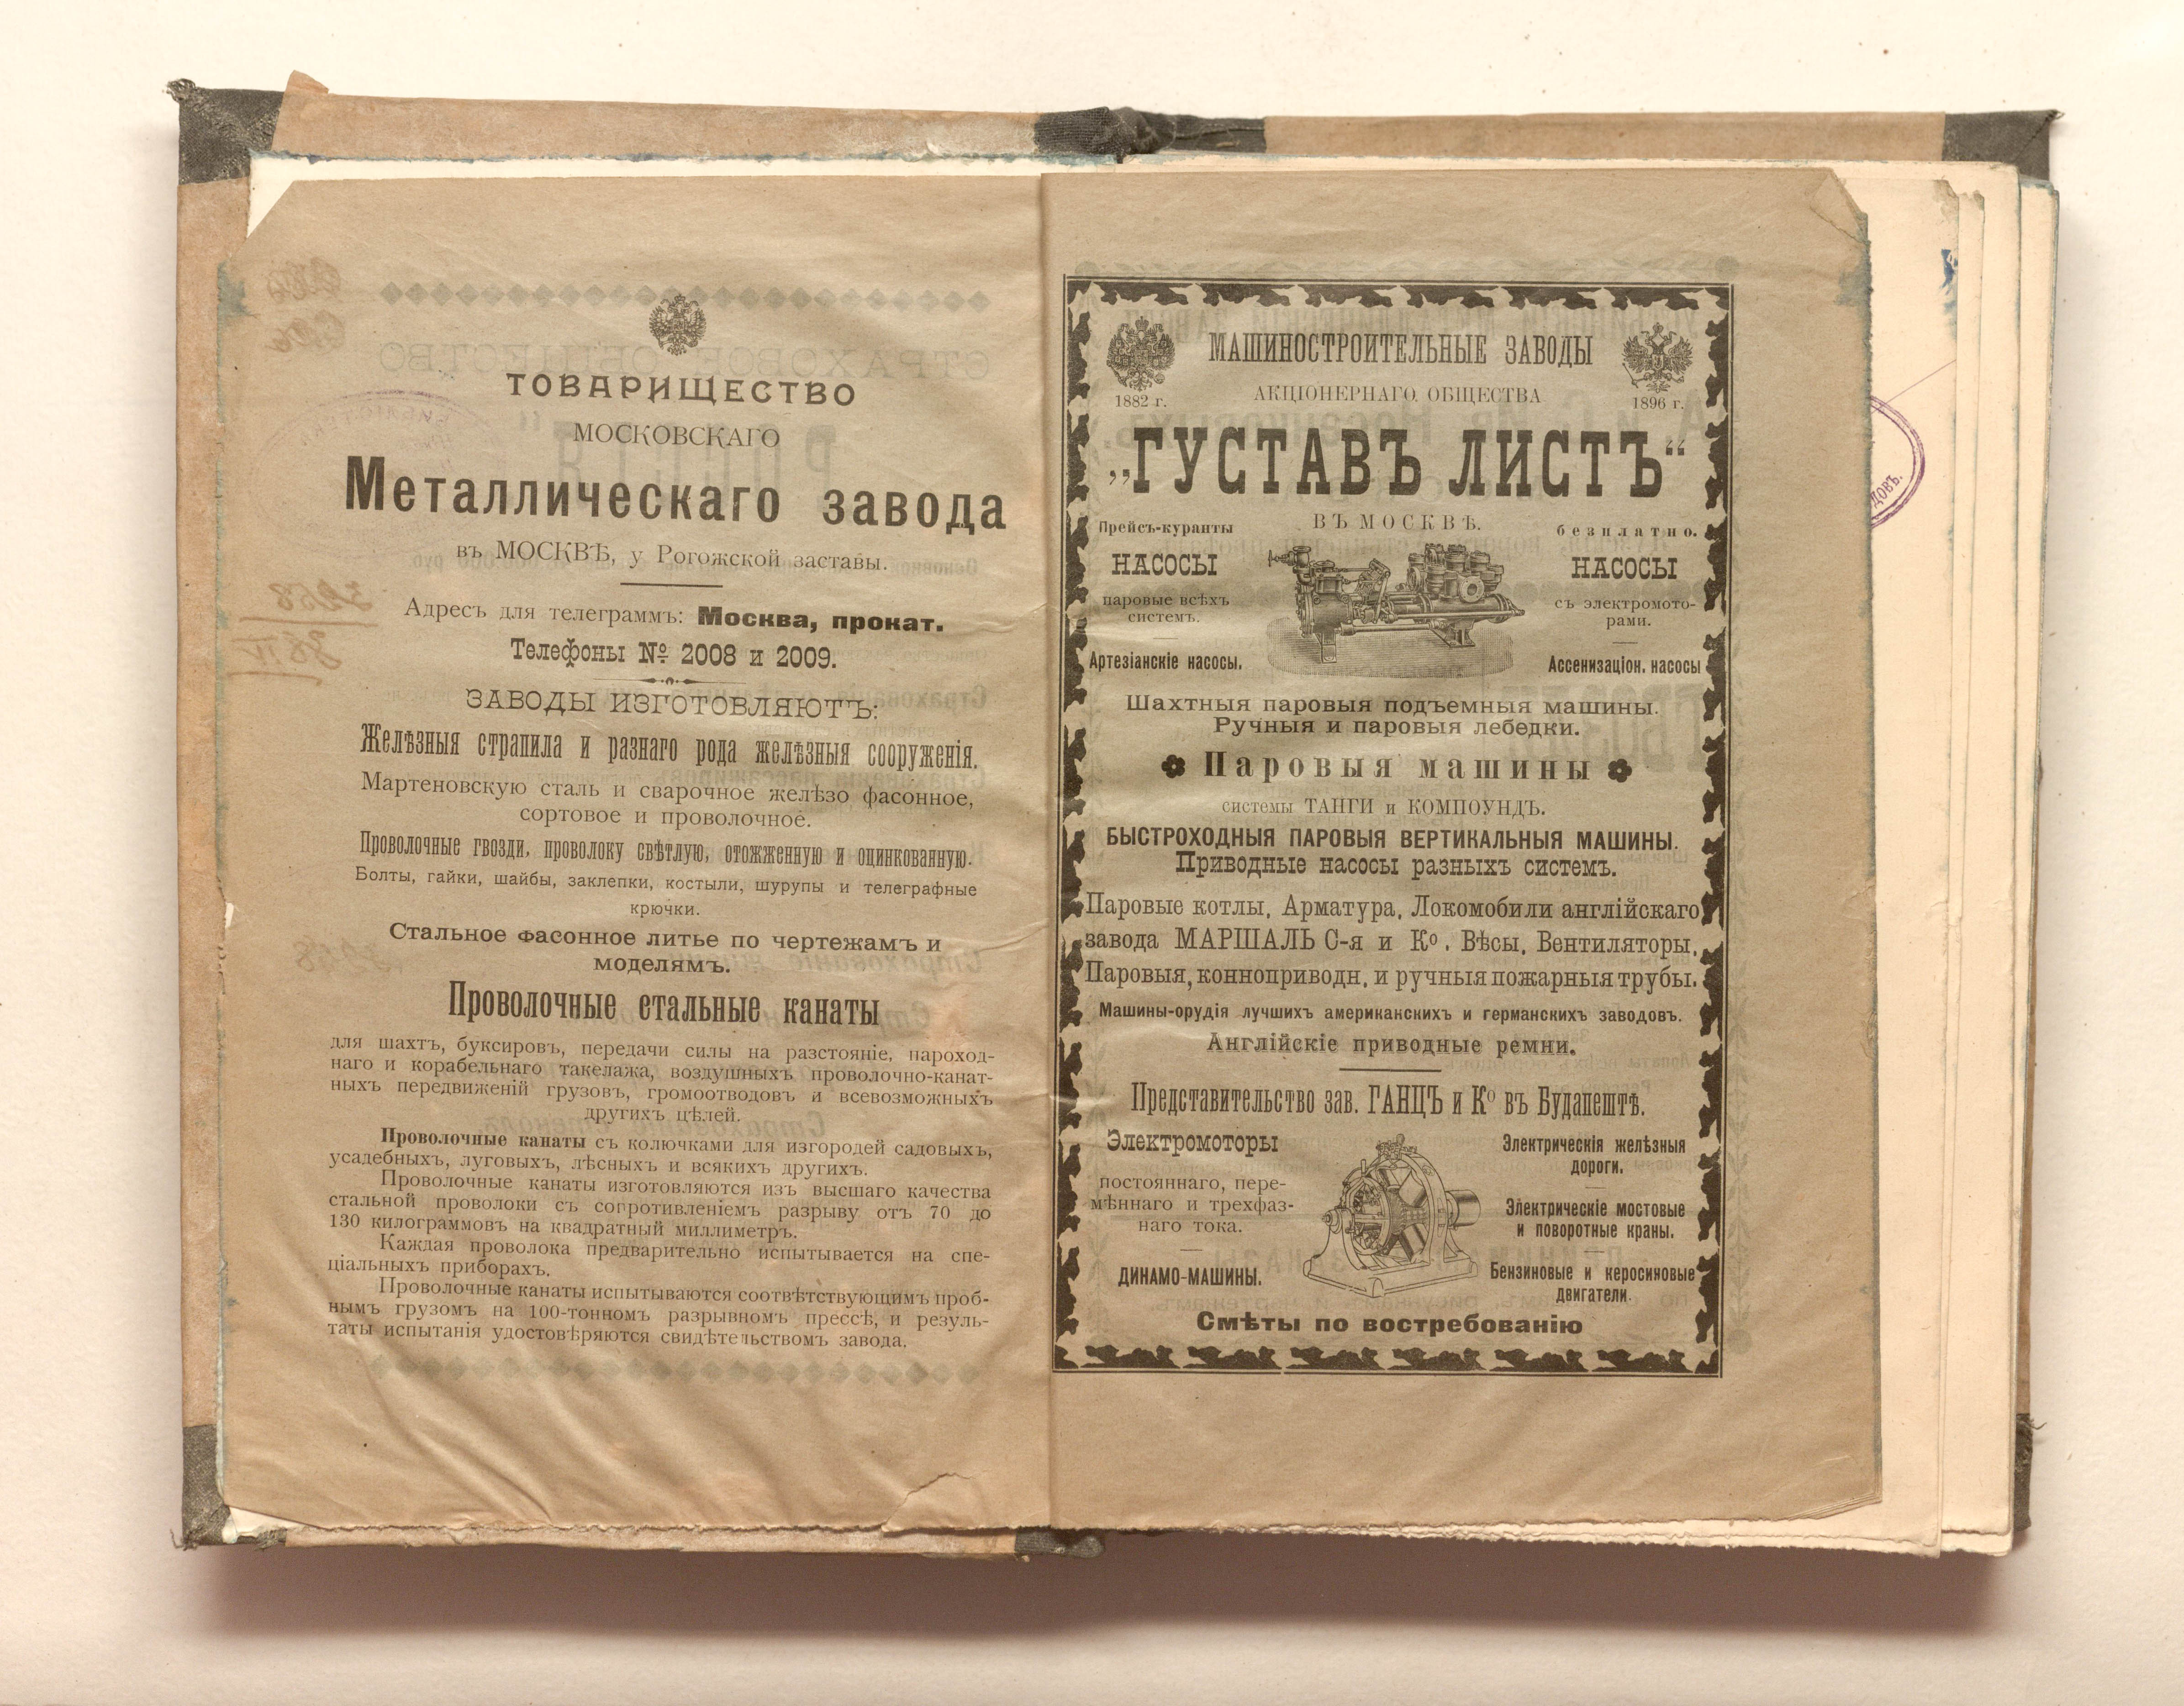 ТОВАРИЩЕСТВО
МОСКОВСКАГО
Металлическаго завода
въ МОСКВѢ, у Рогожской заставы.
Адресъ для телеграммъ: Москва, прокат.
Телефоны № 2008 и 2009.
ЗАВОДЫ ИЗГОТОВЛЯЮТЪ:
Желѣзныя страпила и разнаго рода желѣзныя сооруженія.
Мартеновскую сталь и сварочное желѣзо фасонное,
сортовое и проволочное.
Проволочные гвозди, проволоку свѣтлую, отожженную и оцинкованную.
Болты, гайки, шайбы, заклепки, костыли, шурупы и телеграфные
крючки.
Стальное фасонное литье по чертежамъ и
моделямъ.
Проволочные стальные канаты
для шахтъ, буксировъ, передачи силы на разстояніе, пароход-
наго и корабельнаго такелажа, воздушныхъ проволочно-канат-
ныхъ передвиженій грузовъ, громоотводовъ и всевозможныхъ
другихъ цѣлей.
Проволочные канаты съ колючками для изгородей садовыхъ,
усадебныхъ, луговыхъ, лѣсныхъ и всякихъ другихъ.
Проволочные канаты изготовляются изъ высшаго качества
стальной проволоки съ сопротивленіемъ разрыву отъ 70 до
130 килограммовъ на квадратный миллиметръ.
Каждая проволока предварительно испытывается на спе-
ціальныхъ приборахъ.
Проволочные канаты испытываются соотвѣтствующимъ проб-
нымъ грузомъ на 100-тонномъ разрывномъ прессѣ, и резуль-
таты испытанія удостовѣряются свидѣтельствомъ завода.
МАШИНОСТРОИТЕЛЬНЫЕ ЗАВОДЫ
АКЦІОНЕРНАГО ОБЩЕСТВА
1882 г.
1896 г.
„ГУСТАВЪ ЛИСТЪ“
ВЪ МОСКВѢ.
Прейсъ-куранты
безплатно.
НАСОСЫ
паровые всѣхъ
системъ.
Артезіанскіе насосы.
НАСОСЫ
съ электромото-
рами.
Ассенизаціон. насосы
Шахтныя паровыя подъемныя машины.
Ручныя и паровыя лебедки.
Паровыя машины
системы ТАНГИ и КОМПОУНДЪ.
БЫСТРОХОДНЫЯ ПАРОВЫЯ ВЕРТИКАЛЬНЫЯ МАШИНЫ.
Приводные насосы разныхъ системъ.
Паровые котлы, Арматура, Локомобили англійскаго
завода МАРШАЛЬ С-я и Ко. Вѣсы, Вентиляторы,
Паровыя, конноприводн. и ручныя пожарныя трубы.
Машины-орудія лучшихъ американскихъ и германскихъ заводовъ.
Англійскіе приводные ремни.
Представительство зав. ГАНЦЪ и Ко въ Будапештѣ.
Электромоторы
постояннаго, пере-
мѣннаго и трехфаз-
наго тока.
ДИНАМО-МАШИНЫ.
Электрическія желѣзныя
дороги.
Электрическіе мостовые
и поворотные краны.
Бензиновые и керосиновые
двигатели.
Смѣты по востребованію